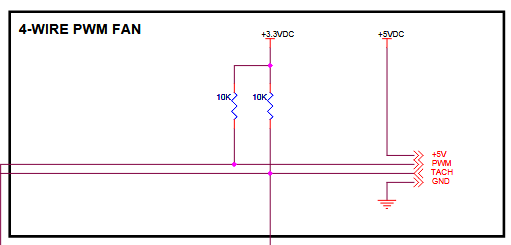 4-WIRE PWM FAN
+3.3VDC
+5VDC
10K
10K
+5V
PWM
TACH
GND